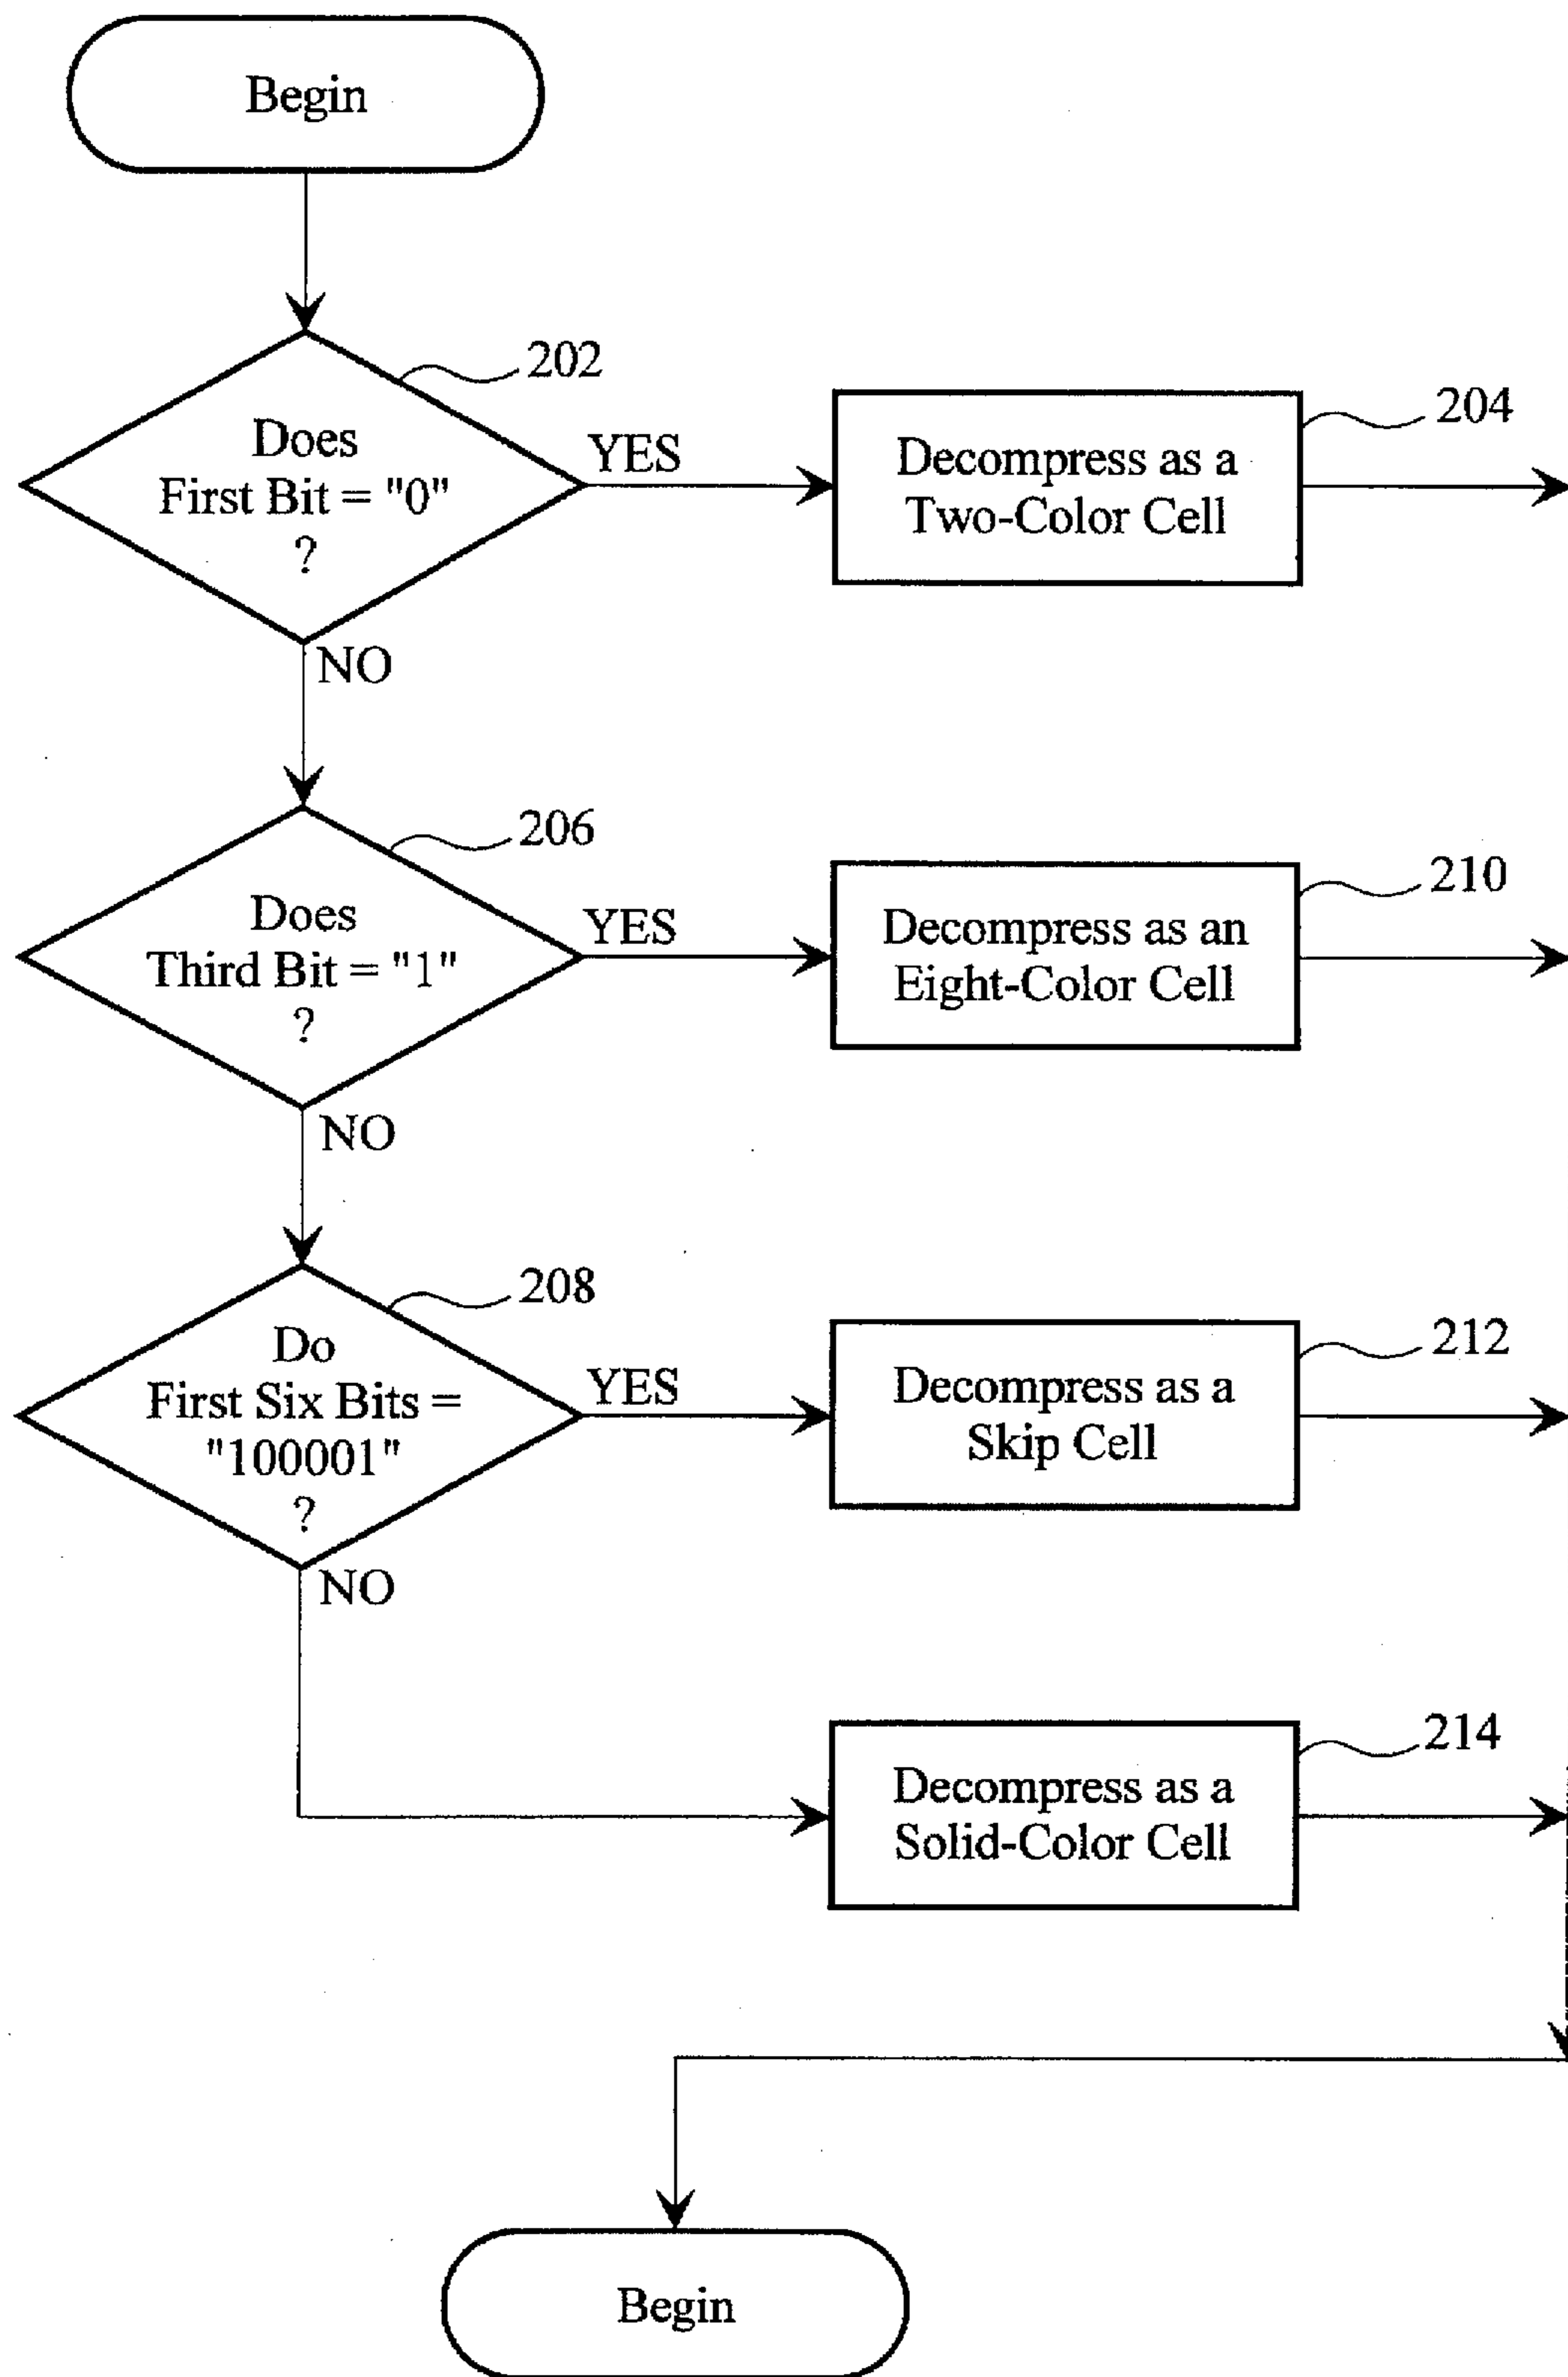 Begin
202
Does
First Bit = "0"
?
YES
NO
204
Decompress as a
Two-Color Cell
206
Does
Third Bit = "1"
?
YES
NO
210
Decompress as an
Eight-Color Cell
208
Do
First Six Bits =
"100001"
?
YES
NO
212
Decompress as a
Skip Cell
214
Decompress as a
Solid-Color Cell
Begin